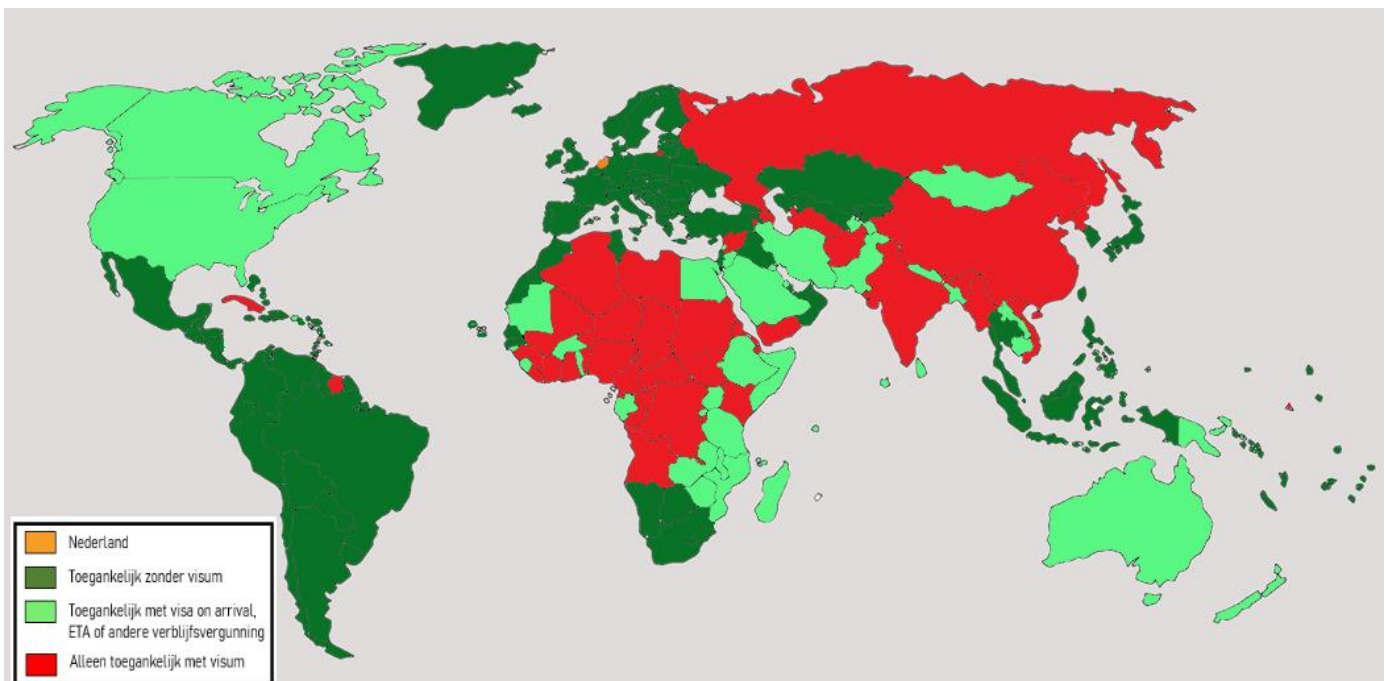 Nederland
Toegankelijk zonder visum
Toegankelijk met visa on arrival,
ETA of andere verblijfsvergunning
Alleen toegankelijk met visum